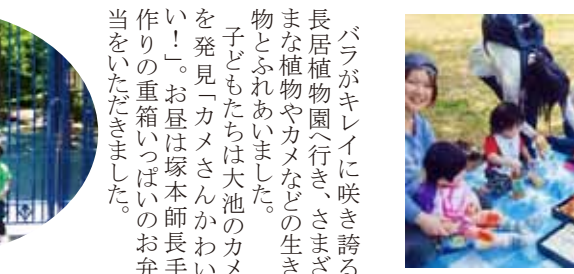 バラがキレイに咲き誇る
長居植物園へ行き、さまざ
まな植物やカメなどの生き
物とふれあいました。
子どもたちは大池のカメ
を発見「カメさんかわい
い！」。お昼は塚本師長手
作りの重箱いっぱいのお弁
当をいただきました。